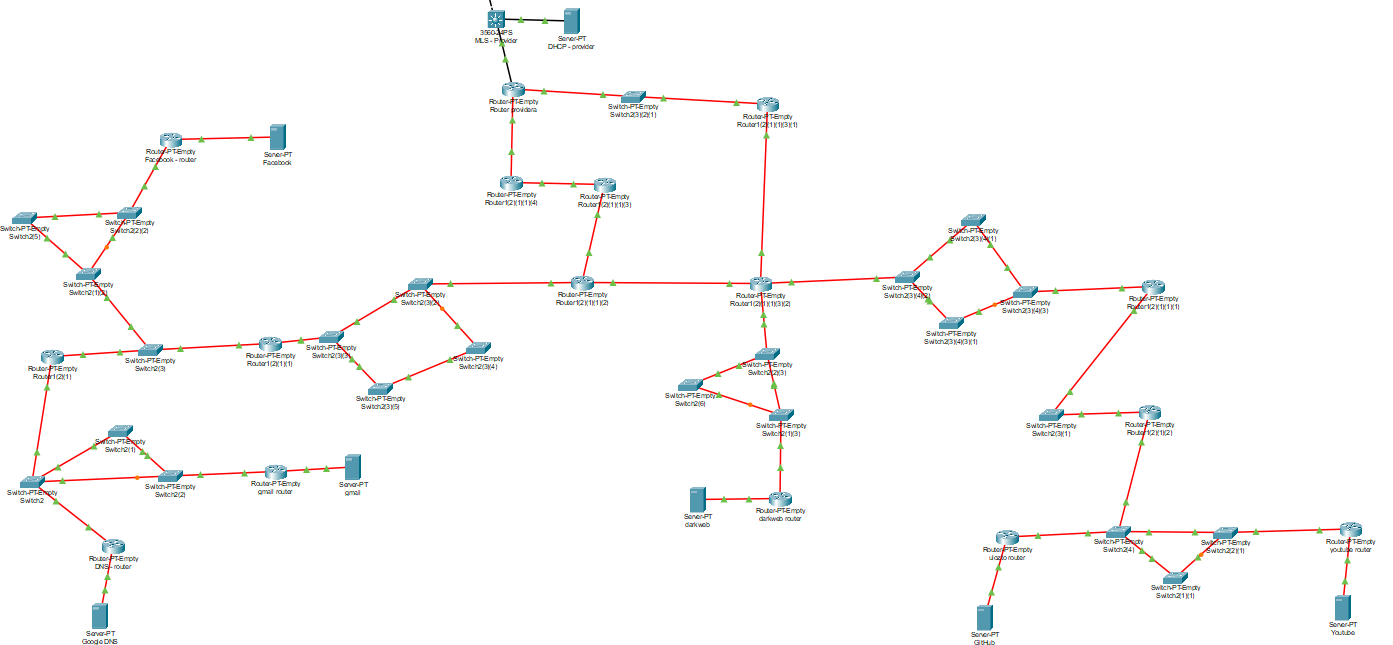 3560-24PS
MLS - Provider
Server-PT
DHCP - provider
Router-PT-Empty
Router providera
Switch-PT-Empty
Switch2(3)(2)(1)
Router-PT-Empty
Router1(2)(1)(1)(3)(1)
Router-PT-Empty
Facebook - router
Server-PT
Facebook
Router-PT-Empty
Router1(2)(1)(1)(4)
Router-PT-Empty
Router1(2)(1)(1)(3)
Switch-PT-Empty
Switch2(5)
Switch-PT-Empty
Switch2(2)(2)
Switch-PT-Empty
Switch2(3)(4)(1)
Switch-PT-Empty
Switch2(1)(2)
Switch-PT-Empty
Switch2(3)(2)
Router-PT-Empty
Router1(2)(1)(1)(2)
Router-PT-Empty
Router1(2)(1)(1)(3)(2)
Switch-PT-Empty
Switch2(3)(4)(2)
Switch-PT-Empty
Switch2(3)(4)(3)
Router-PT-Empty
Router1(2)(1)(1)(1)
Switch-PT-Empty
Switch2(3)(4)(3)(1)
Router-PT-Empty
Router1(2)(1)
Switch-PT-Empty
Switch2(3)
Router-PT-Empty
Router1(2)(1)(1)
Switch-PT-Empty
Switch2(3)(3)
Switch-PT-Empty
Switch2(3)(4)
Switch-PT-Empty
Switch2(2)(3)
Switch-PT-Empty
Switch2(3)(5)
Switch-PT-Empty
Switch2(6)
Switch-PT-Empty
Switch2(1)(3)
Switch-PT-Empty
Switch2(3)(1)
Router-PT-Empty
Router1(2)(1)(2)
Switch-PT-Empty
Switch2(1)
Switch-PT-Empty
Switch2
Switch-PT-Empty
Switch2(2)
Router-PT-Empty
gmail router
Server-PT
gmail
Server-PT
darkweb
Router-PT-Empty
darkweb router
Router-PT-Empty
DNS - router
Router-PT-Empty
router
Switch-PT-Empty
Switch2(4)
Switch-PT-Empty
Switch2(2)(1)
Router-PT-Empty
youtube router
Switch-PT-Empty
Switch2(1)(1)
Server-PT
Google DNS
Server-PT
GitHub
Server-PT
Youtube